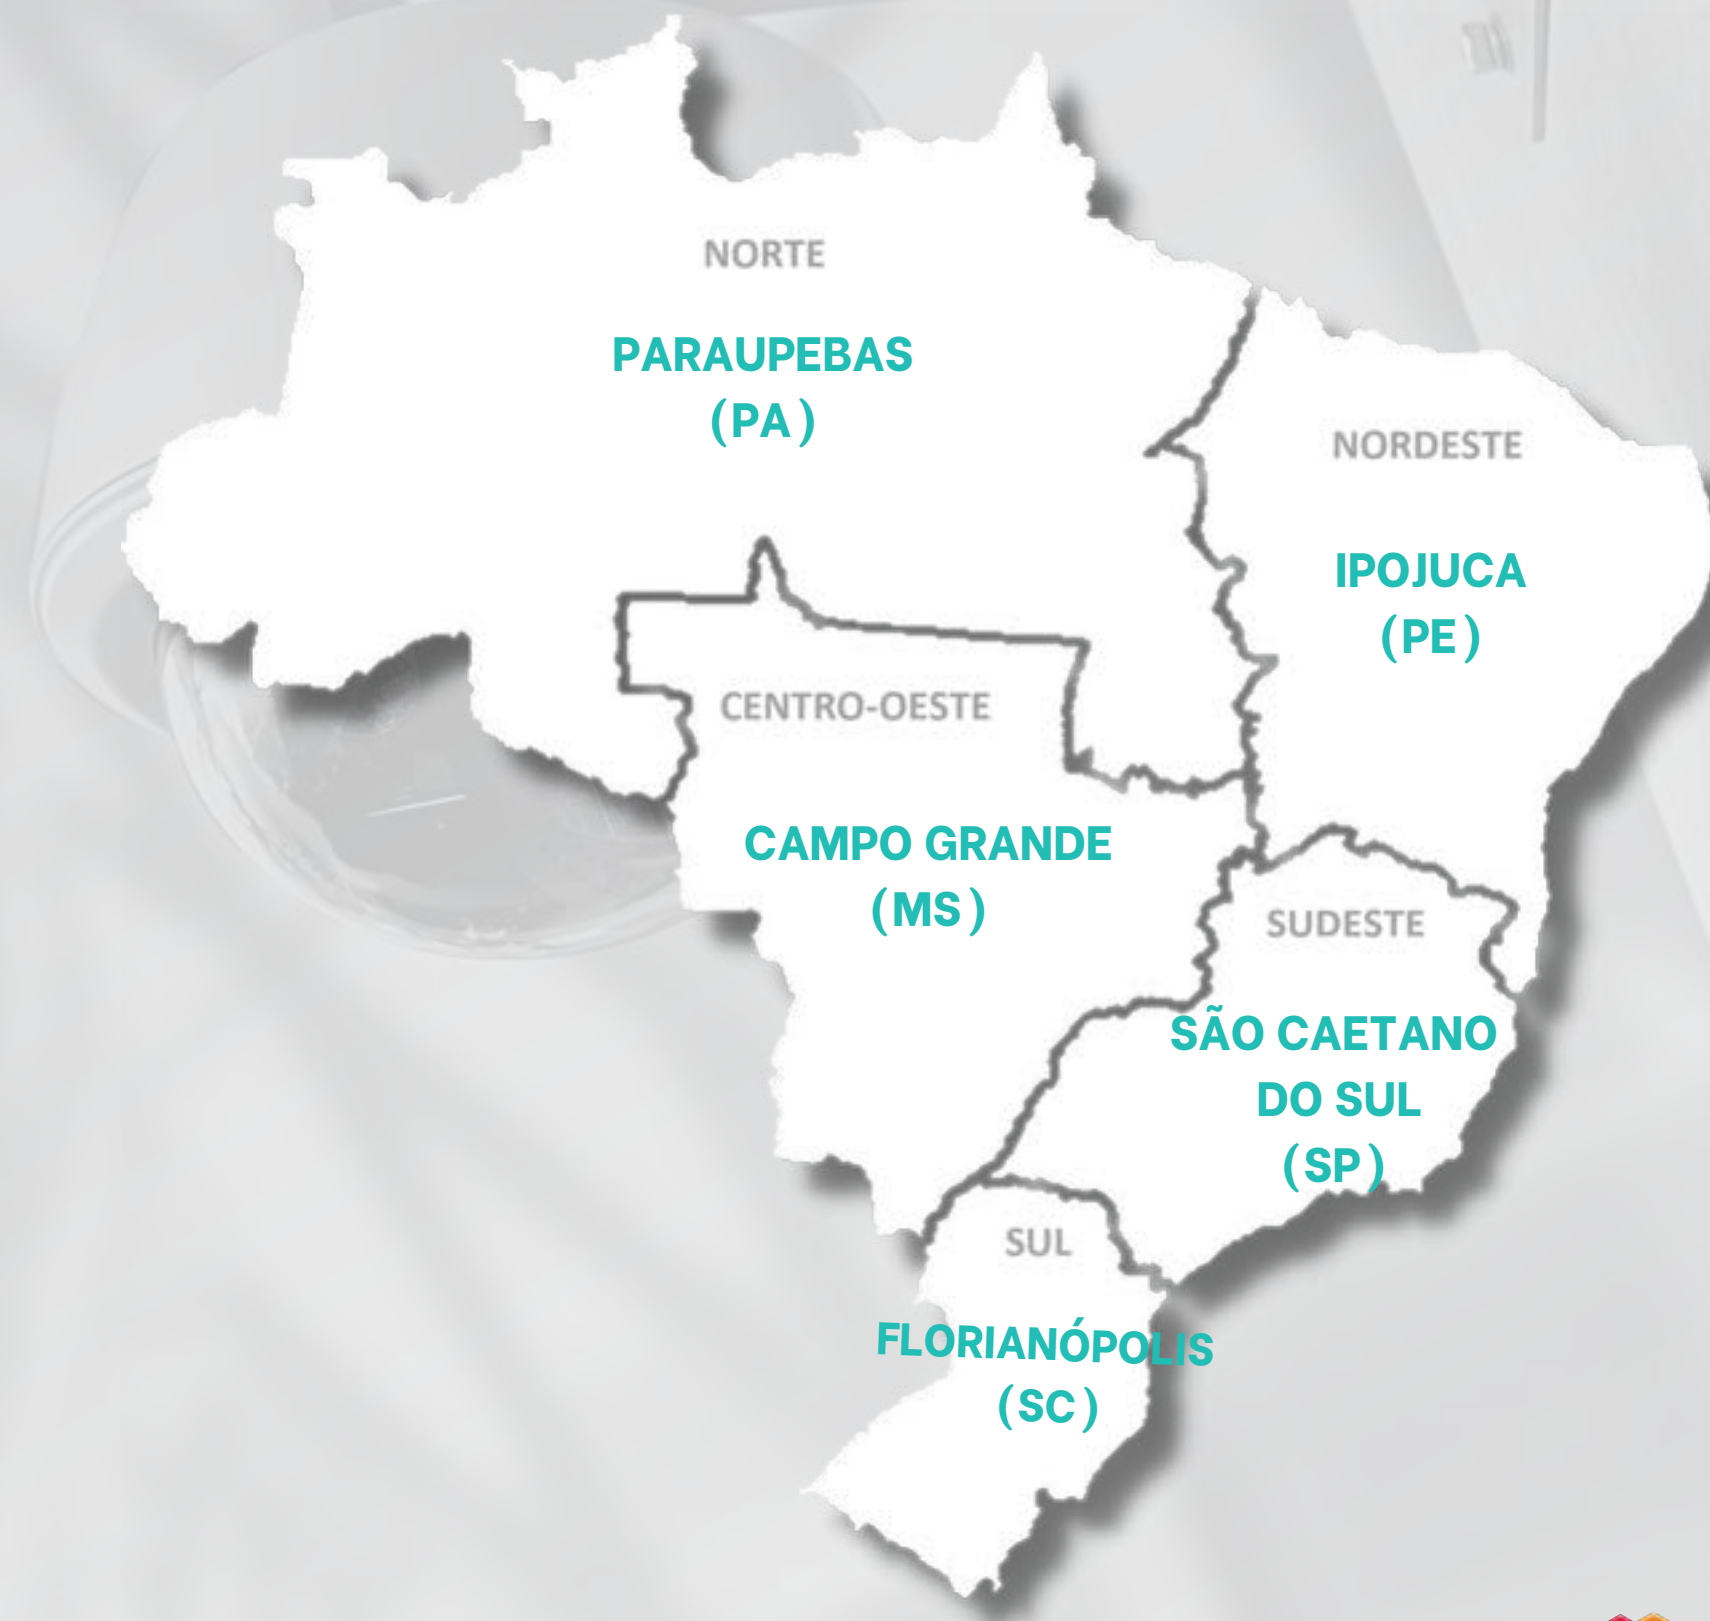 NORTE
PARAUPEBAS
(PA)
NORDESTE
IPOJUCA
(PE)
CENTRO-OESTE
CAMPO GRANDE
(MS)
SUDESTE
SÃO CAETANO
DO SUL
(SP)
SUL
FLORIANÓPOLIS
(SC)